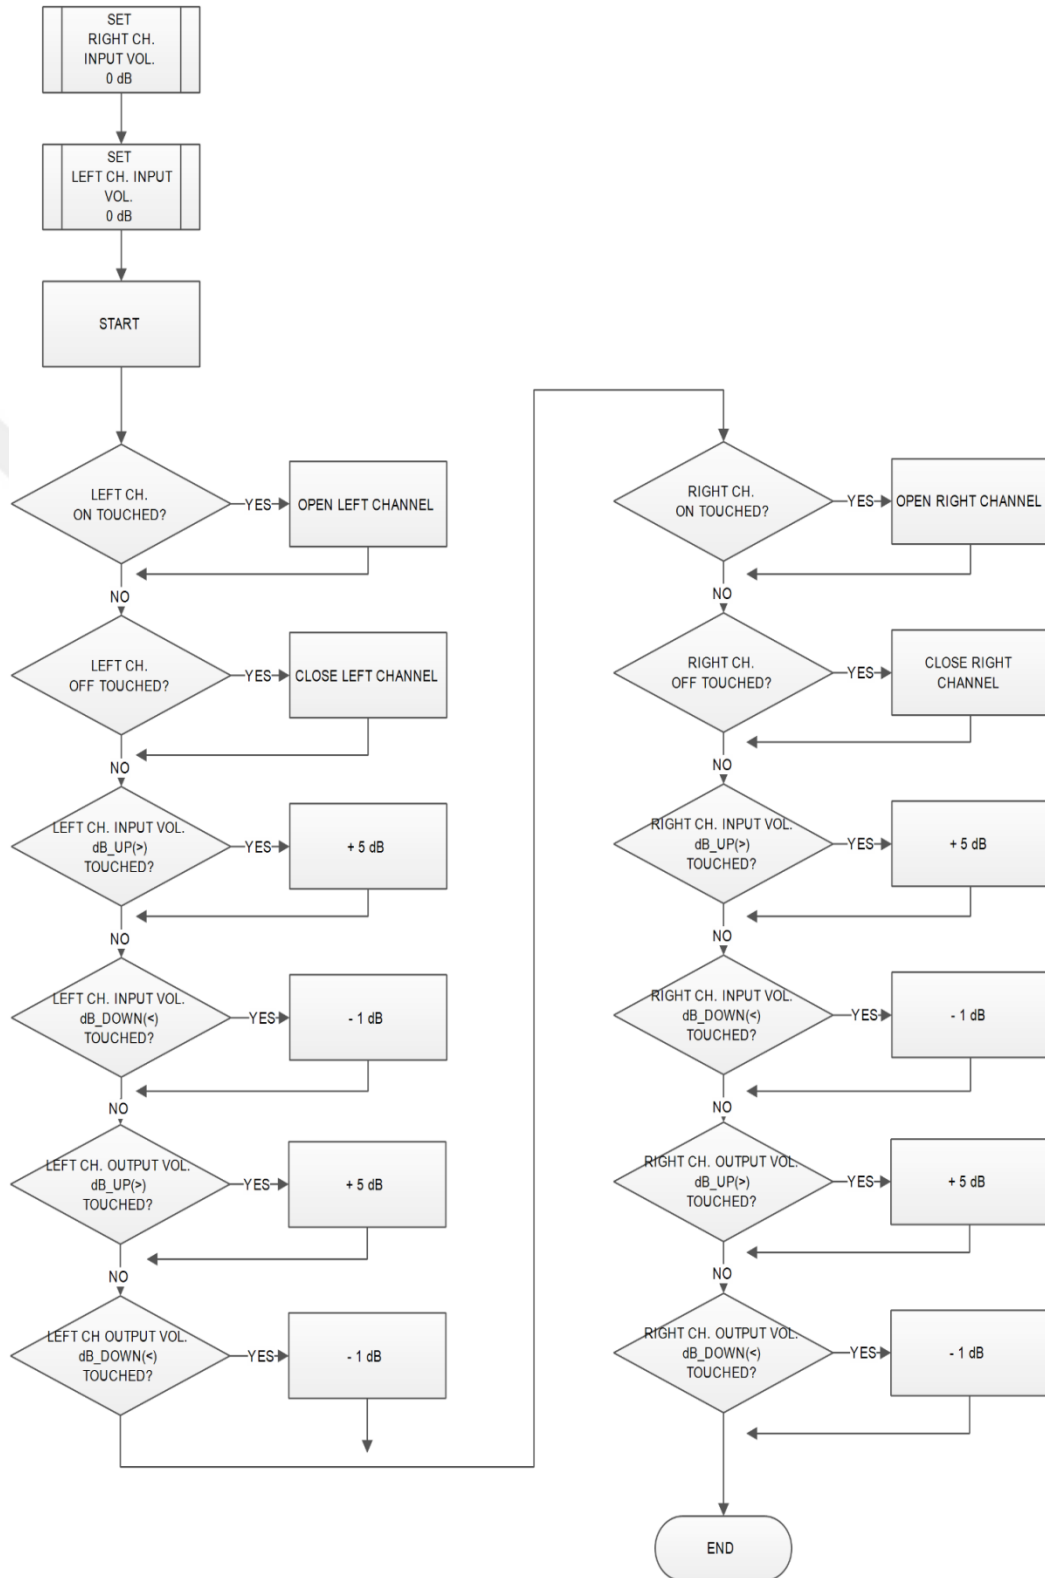 SET
RIGHT CH.
INPUT VOL.
0 dB
SET
LEFT CH. INPUT
VOL.
0 dB
START
LEFT CH.
ON TOUCHED?
YES
OPEN LEFT CHANNEL
NO
LEFT CH.
OFF TOUCHED?
YES
CLOSE LEFT CHANNEL
NO
LEFT CH. INPUT VOL.
dB_UP(>)
TOUCHED?
YES
+ 5 dB
NO
LEFT CH. INPUT VOL.
dB_DOWN(<)
TOUCHED?
YES
- 1 dB
NO
LEFT CH. OUTPUT VOL.
dB_UP(>)
TOUCHED?
YES
+ 5 dB
NO
LEFT CH OUTPUT VOL.
dB_DOWN(<)
TOUCHED?
YES
- 1 dB
RIGHT CH.
ON TOUCHED?
YES
OPEN RIGHT CHANNEL
NO
RIGHT CH.
OFF TOUCHED?
YES
CLOSE RIGHT
CHANNEL
NO
RIGHT CH. INPUT VOL.
dB_UP(>)
TOUCHED?
YES
+ 5 dB
NO
RIGHT CH. INPUT VOL.
dB_DOWN(<)
TOUCHED?
YES
- 1 dB
NO
RIGHT CH. OUTPUT VOL.
dB_UP(>)
TOUCHED?
YES
+ 5 dB
NO
RIGHT CH. OUTPUT VOL.
dB_DOWN(<)
TOUCHED?
YES
- 1 dB
END